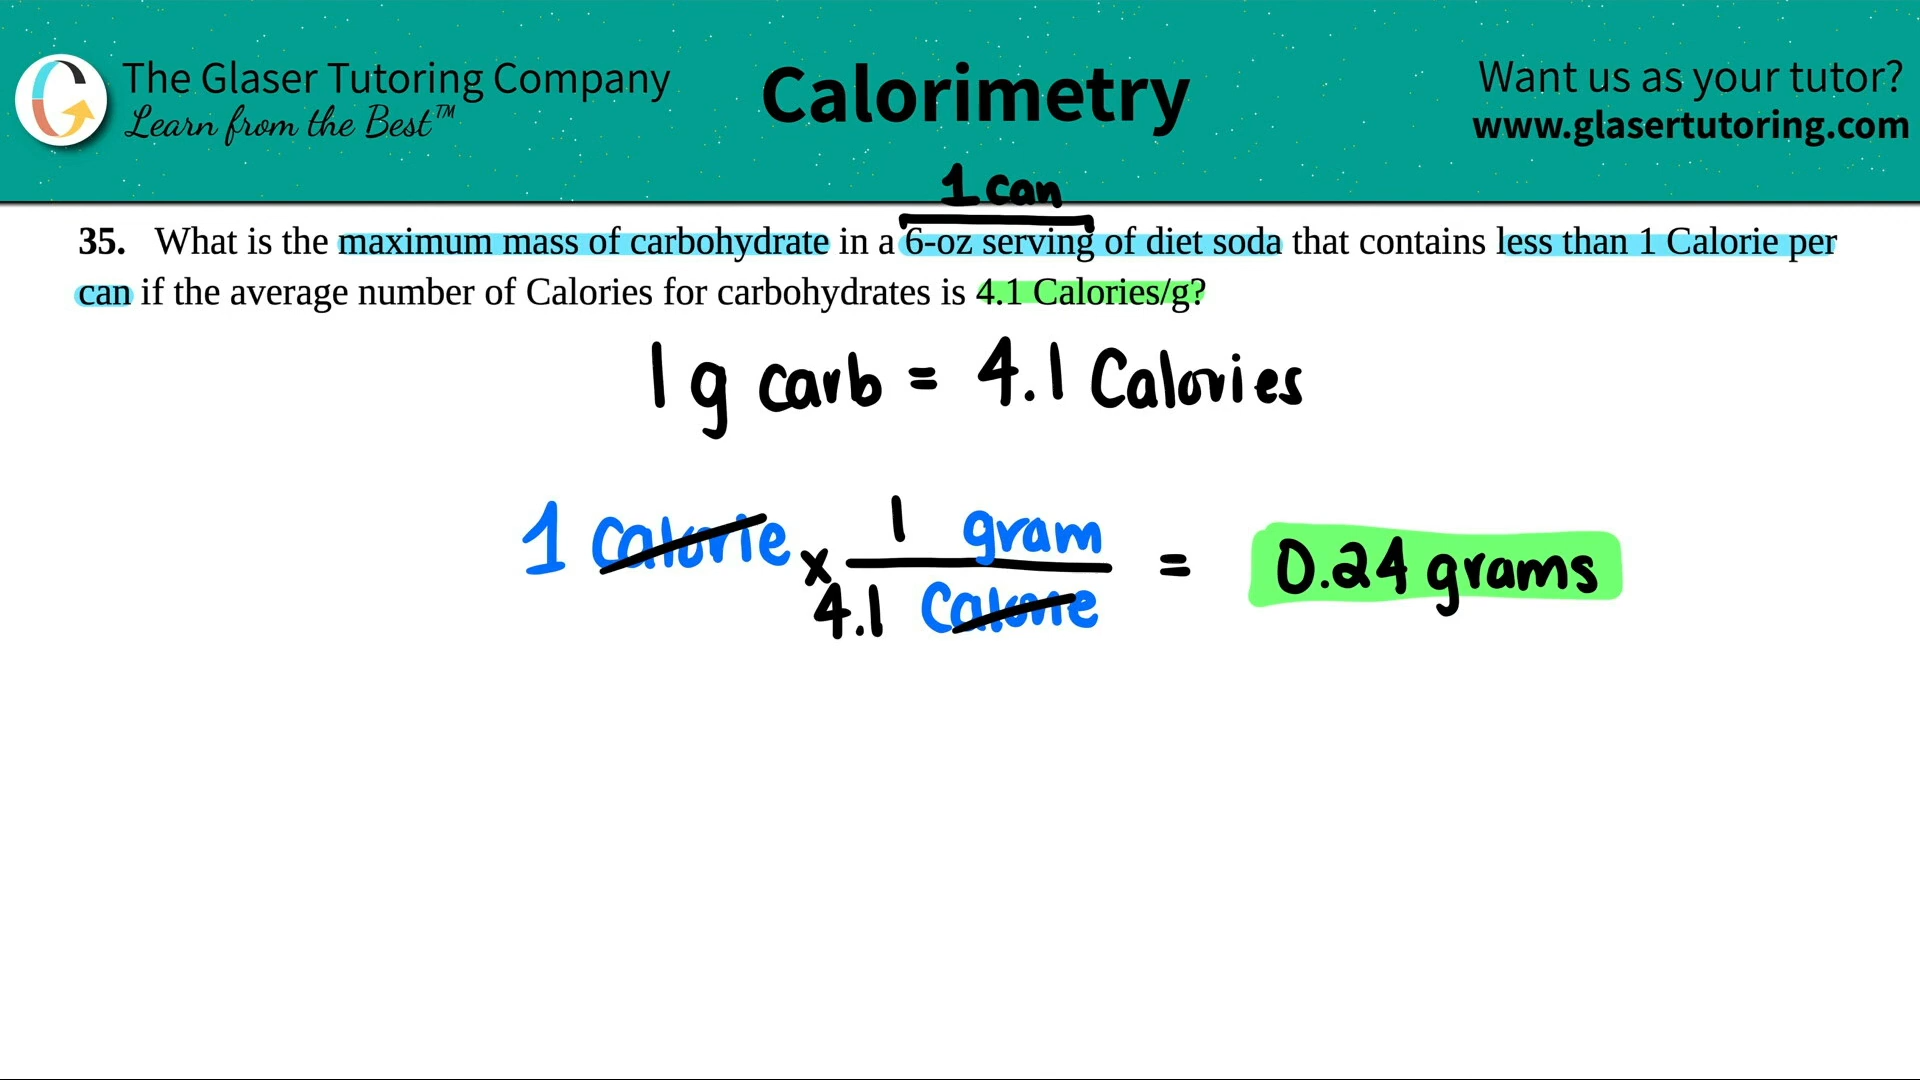 The Glaser Tutoring Company
Learn from the Best™
Calorimetry
Want us as your tutor?
www.glasertutoring.com
1 can
35. What is the maximum mass of carbohydrate in a 6-oz serving of diet soda that contains less than 1 Calorie per
can if the average number of Calories for carbohydrates is 4.1 Calories/g?
1 g carb = 4.1 Calories
1 Calorie x 1 gram / 4.1 Calorie = 0.24 grams